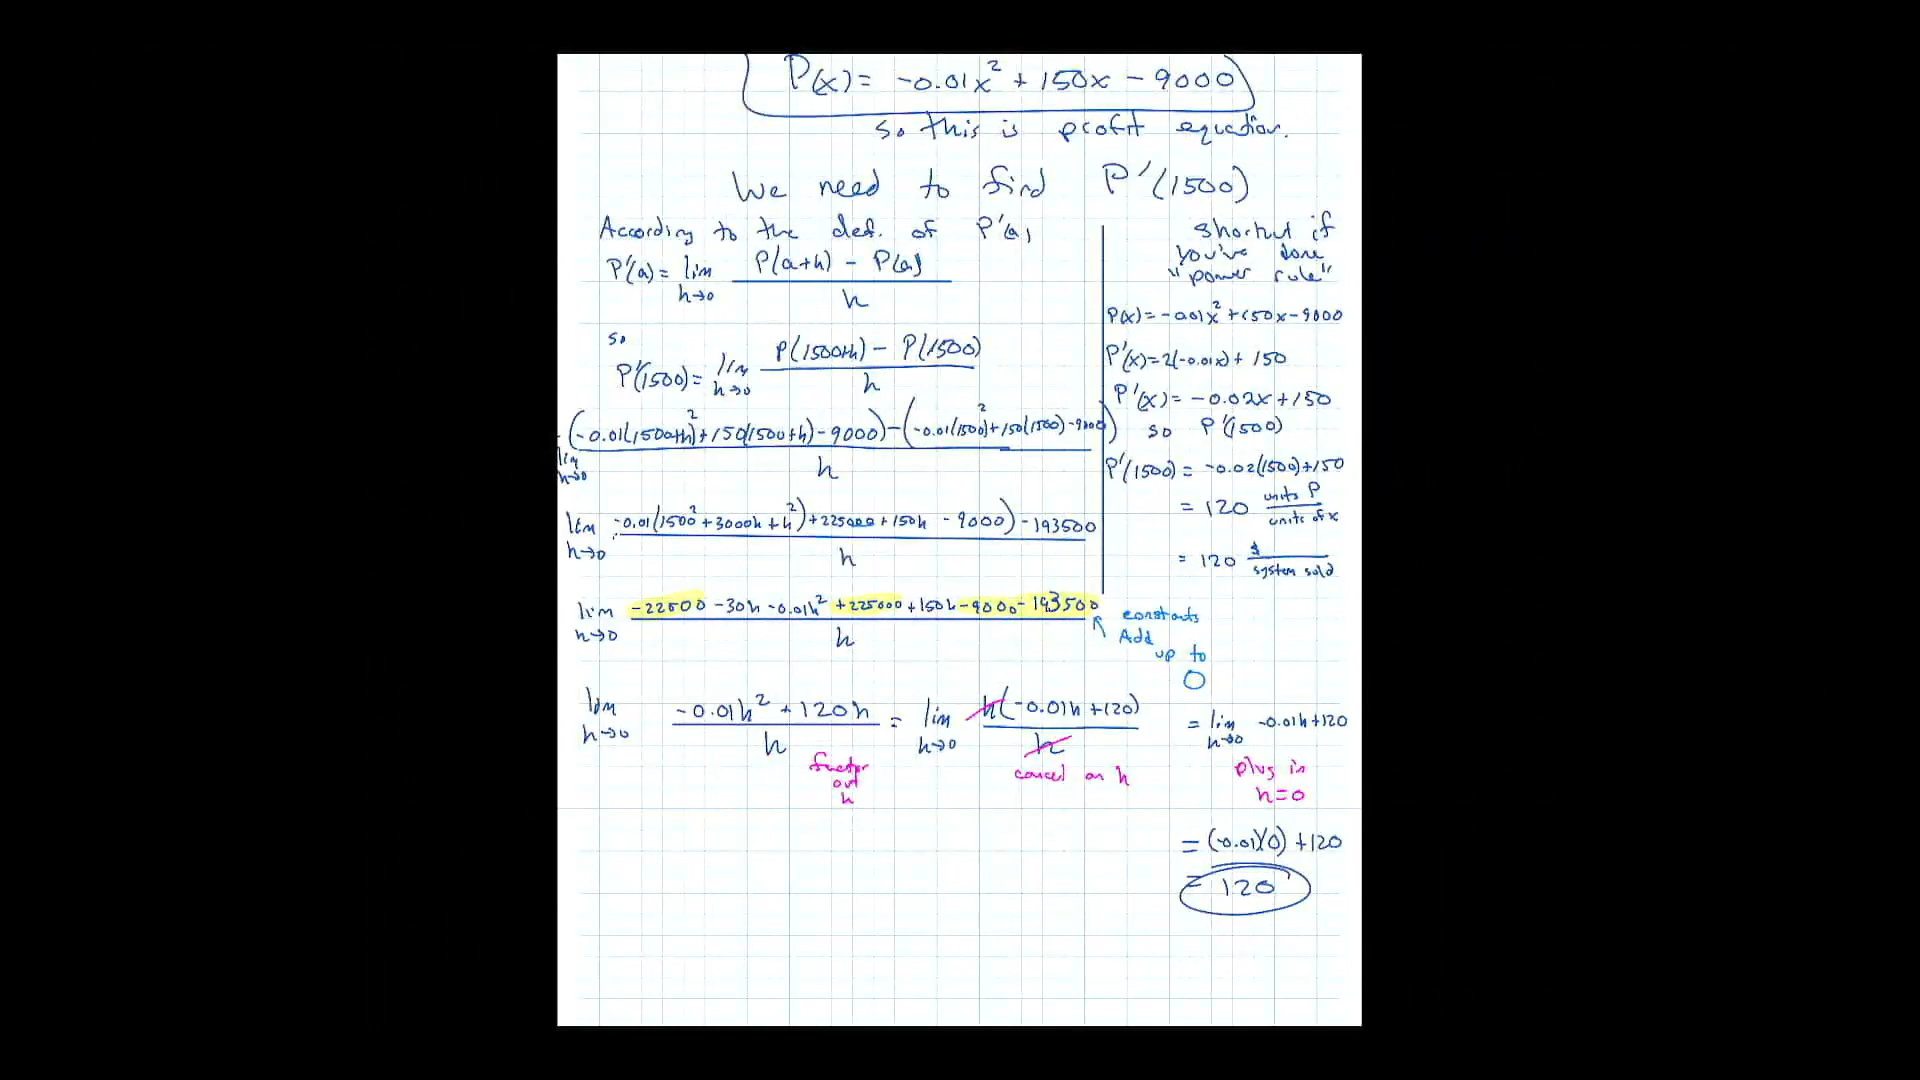 P(x) = -0.01x² + 150x - 9000
so this is profit equation.
We need to find P'(1500)
According to the def. of P'(a)
P'(a) = lim h→0 P(a+h) - P(a) / h
so
P'(1500) = lim h→0 P(1500+h) - P(1500) / h
lim h→0 (-0.01(1500+h)² + 150(1500+h) - 9000) - (-0.01(1500)² + 150(1500) - 9000) / h
lim h→0 -0.01(1500² + 3000h + h²) + 225000 + 150h - 9000) - 193500 / h
lim h→0 -22500 - 30h - 0.01h² + 225000 + 150h - 9000 - 193500 / h
constants
Add
up to
0
shortcut if
you've done
"power rule"
P(x) = -0.01x² + 150x - 9000
P'(x) = 2(-0.01x) + 150
P'(x) = -0.02x + 150
so P'(1500)
P'(1500) = -0.02(1500) + 150
= 120 units P / units of x
= 120 $ / system sold
lim h→0 -0.01h² + 120h / h = lim h→0 h(-0.01h + 120) / h = lim h→0 -0.01h + 120
factor
out
h
cancel an h
plug in
h = 0
= (-0.01)(0) + 120
= 120